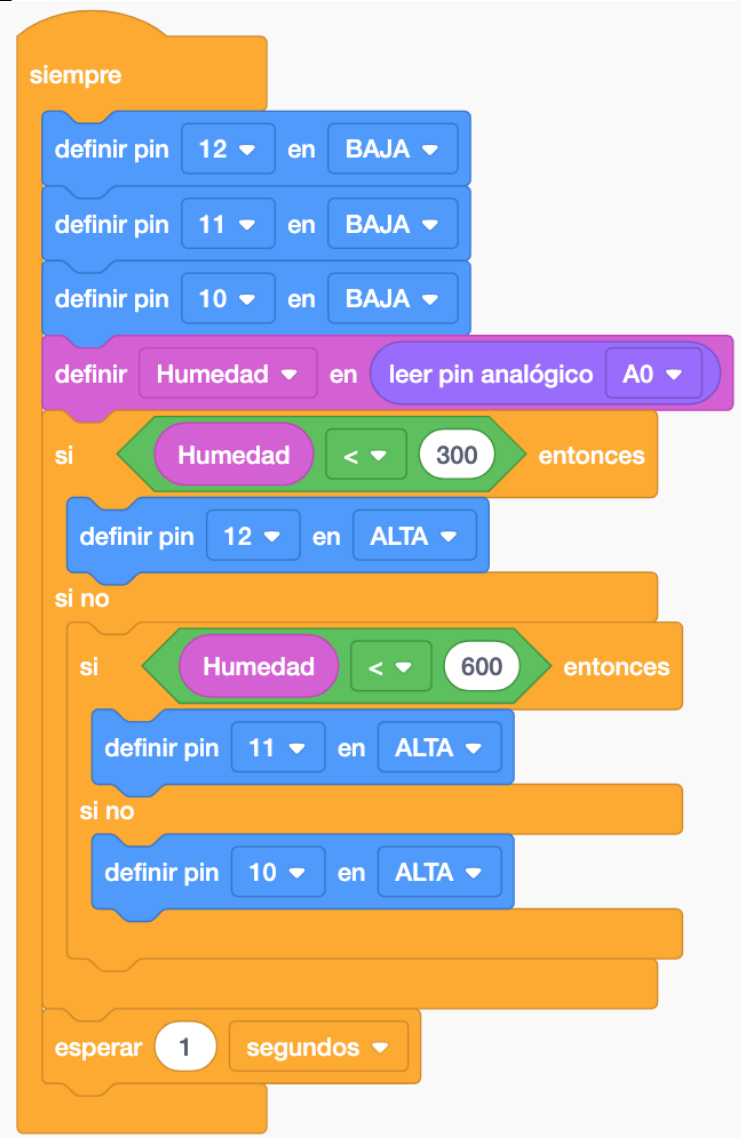 siempre
definir pin 12 en BAJA
definir pin 11 en BAJA
definir pin 10 en BAJA
definir Humedad en leer pin analógico A0
si Humedad < 300 entonces
definir pin 12 en ALTA
si no
si Humedad < 600 entonces
definir pin 11 en ALTA
si no
definir pin 10 en ALTA
esperar 1 segundos